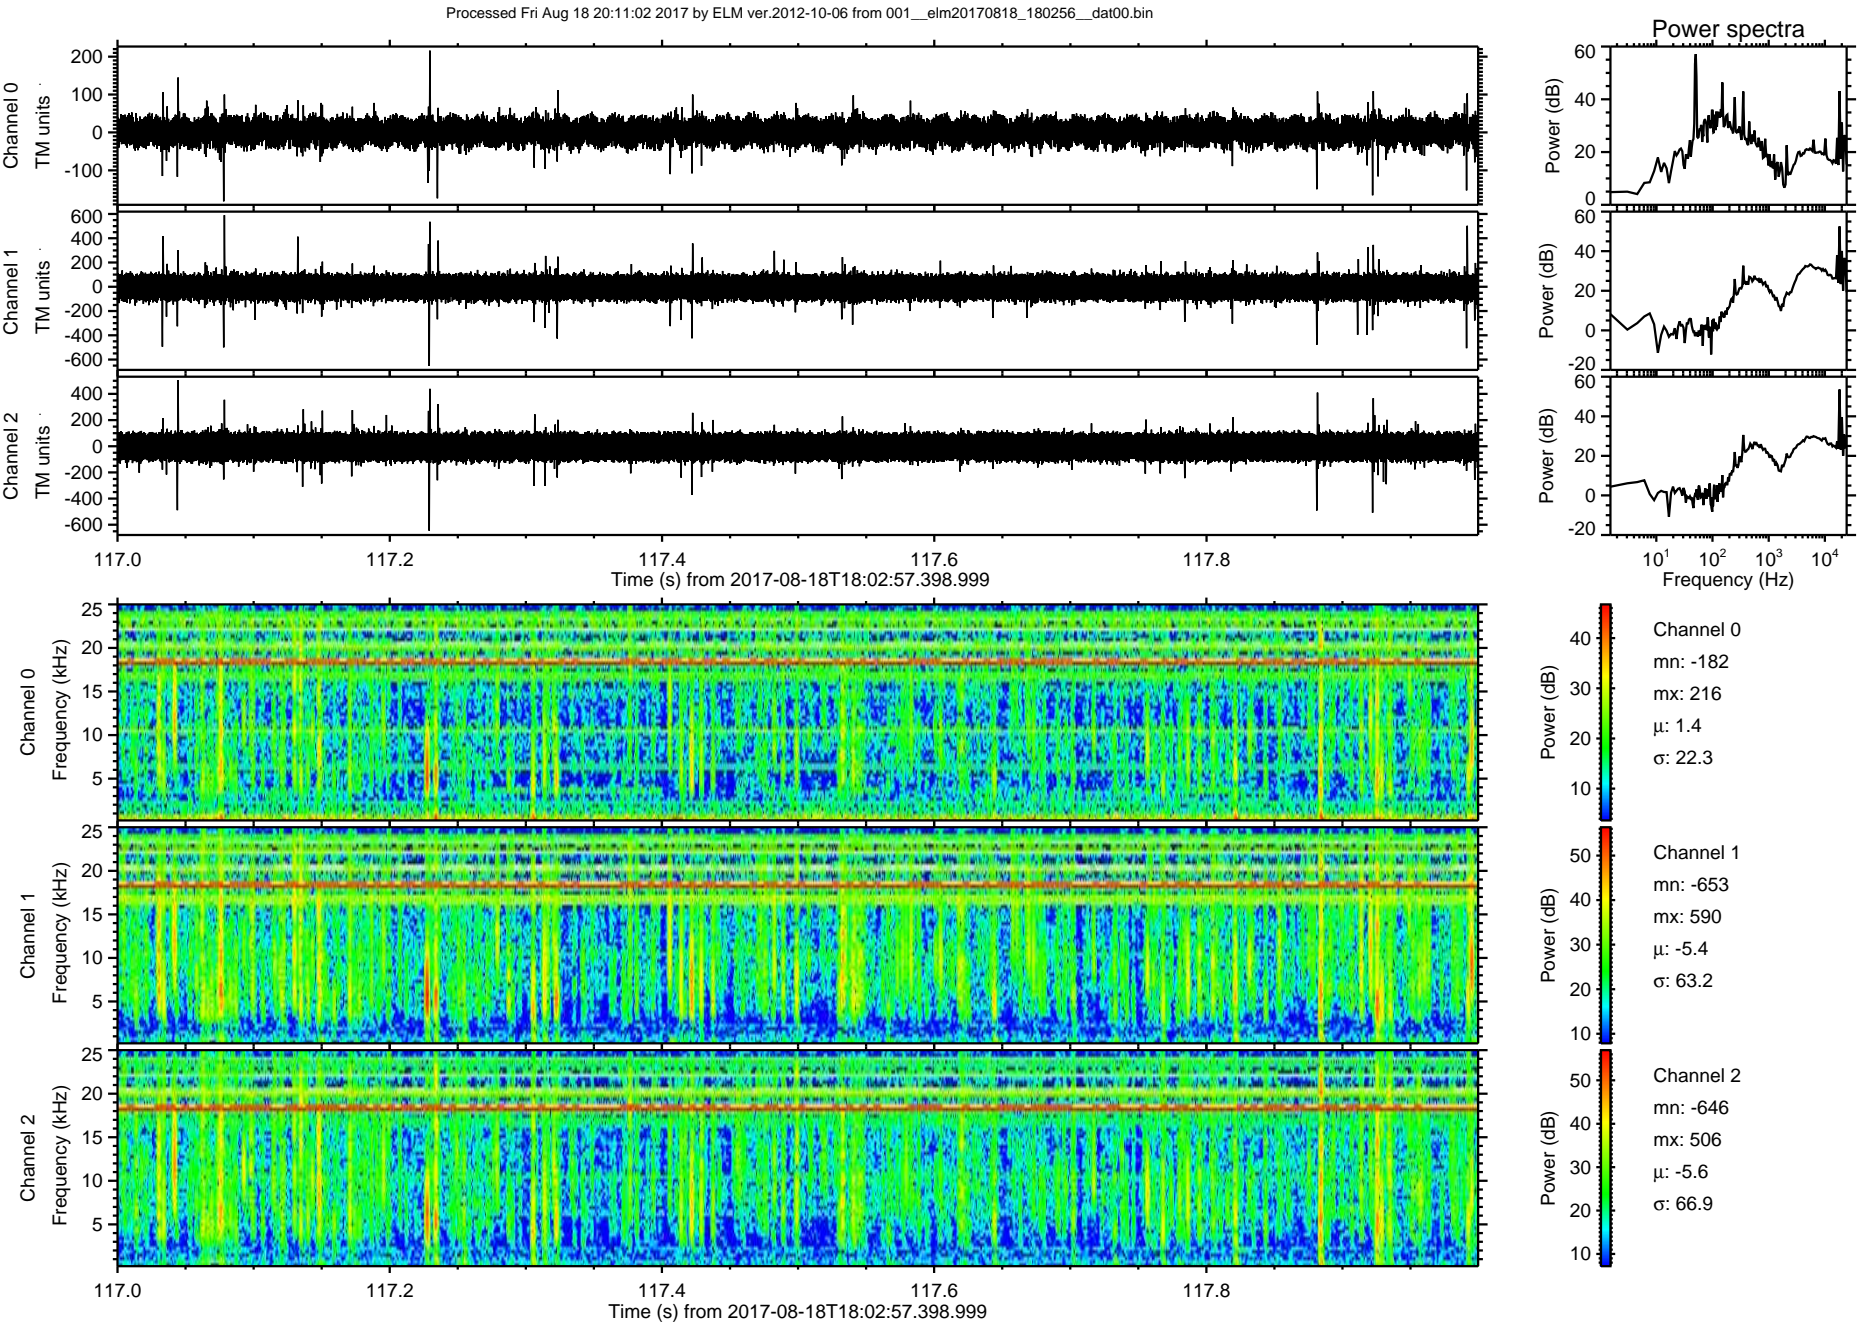 Processed Fri Aug 18 20:11:02 2017 by ELM ver.2012-10-06 from 001__elm20170818_180256__dat00.bin
Power spectra
Channel 0
TM units
200
100
0
-100
Power (dB)
60
40
20
0
Channel 1
TM units
600
400
200
0
-200
-400
-600
Power (dB)
60
40
20
0
-20
Channel 2
TM units
400
200
0
-200
-400
-600
Power (dB)
60
40
20
0
-20
117.0 117.2 117.4 117.6 117.8
Time (s) from 2017-08-18T18:02:57.398.999
10^1 10^2 10^3 10^4
Frequency (Hz)
Channel 0
Frequency (kHz)
25
20
15
10
5
Power (dB)
40
30
20
10
Channel 0
mn: -182
mx: 216
μ: 1.4
σ: 22.3
Channel 1
Frequency (kHz)
25
20
15
10
5
Power (dB)
50
40
30
20
10
Channel 1
mn: -653
mx: 590
μ: -5.4
σ: 63.2
Channel 2
Frequency (kHz)
25
20
15
10
5
Power (dB)
50
40
30
20
10
Channel 2
mn: -646
mx: 506
μ: -5.6
σ: 66.9
117.0 117.2 117.4 117.6 117.8
Time (s) from 2017-08-18T18:02:57.398.999